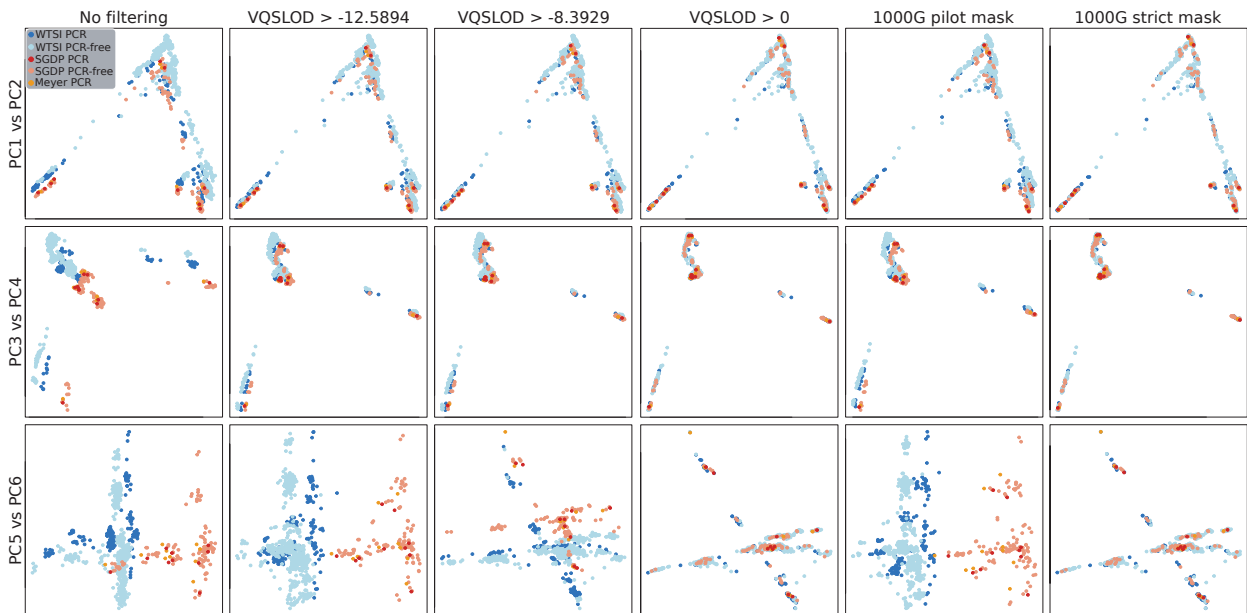 No filtering
VQSLOD > -12.5894
VQSLOD > -8.3929
VQSLOD > 0
1000G pilot mask
1000G strict mask
WTSI PCR
WTSI PCR-free
SGDP PCR
SGDP PCR-free
Meyer PCR
PC1 vs PC2
PC3 vs PC4
PC5 vs PC6